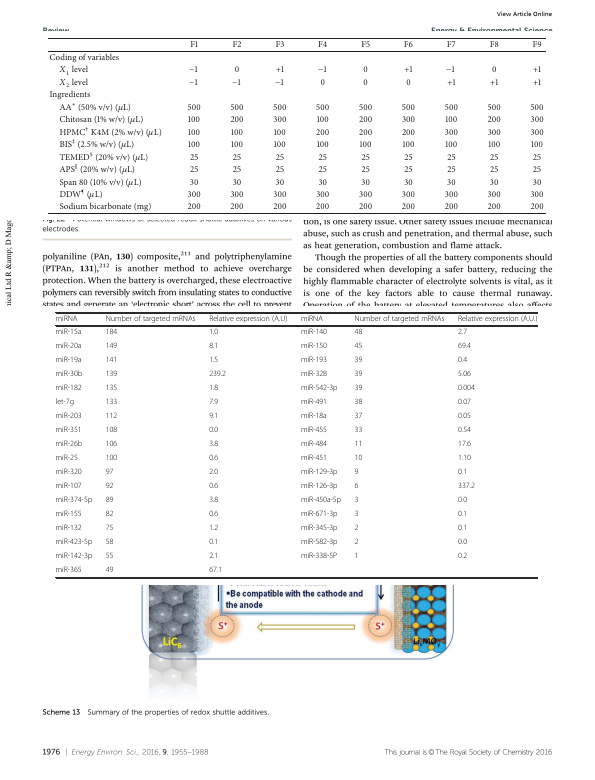 View Article Online
Review Energy & Environmental Science
F1 F2 F3 F4 F5 F6 F7 F8 F9
Coding of variables
X1 level −1 0 +1 −1 0 +1 −1 0 +1
X2 level −1 −1 −1 0 0 0 +1 +1 +1
Ingredients
AA* (50% v/v) (μL) 500 500 500 500 500 500 500 500 500
Chitosan (1% w/v) (μL) 100 200 300 100 200 300 100 200 300
HPMC† K4M (2% w/v) (μL) 100 100 100 200 200 200 300 300 300
BIS‡ (2.5% w/v) (μL) 100 100 100 100 100 100 100 100 100
TEMED§ (20% v/v) (μL) 25 25 25 25 25 25 25 25 25
APS∥ (20% w/v) (μL) 25 25 25 25 25 25 25 25 25
Span 80 (10% v/v) (μL) 30 30 30 30 30 30 30 30 30
DDW¶ (μL) 300 300 300 300 300 300 300 300 300
Sodium bicarbonate (mg) 200 200 200 200 200 200 200 200 200
Fig. 22 Potential windows of selected redox shuttle additives on various
electrodes.
polyaniline (PAn, 130) composite,211 and polytriphenylamine
(PTPAn, 131),212 is another method to achieve overcharge
protection. When the battery is overcharged, these electroactive
polymers can reversibly switch from insulating states to conductive
states and generate an 'electronic short' across the cell to prevent
tion, is one safety issue. Other safety issues include mechanical
abuse, such as crush and penetration, and thermal abuse, such
as heat generation, combustion and flame attack.
Though the properties of all the battery components should
be considered when developing a safer battery, reducing the
highly flammable character of electrolyte solvents is vital, as it
is one of the key factors able to cause thermal runaway.
Operation of the battery at elevated temperatures also affects
miRNA Number of targeted mRNAs Relative expression (A.U) miRNA Number of targeted mRNAs Relative expression (A.U.)
miR-15a 184 1.0 miR-140 48 2.7
miR-20a 149 8.1 miR-150 45 69.4
miR-19a 141 1.5 miR-193 39 0.4
miR-30b 139 239.2 miR-328 39 5.06
miR-182 135 1.8 miR-542-3p 39 0.004
let-7g 133 7.9 miR-491 38 0.07
miR-203 112 9.1 miR-18a 37 0.05
miR-351 108 0.0 miR-455 33 0.54
miR-26b 106 3.8 miR-484 11 17.6
miR-25 100 0.6 miR-451 10 1.10
miR-320 97 2.0 miR-129-3p 9 0.1
miR-107 92 0.6 miR-126-3p 6 337.2
miR-374-5p 89 3.8 miR-450a-5p 3 0.0
miR-155 82 0.6 miR-671-3p 3 0.1
miR-132 75 1.2 miR-345-3p 2 0.1
miR-423-5p 58 0.1 miR-582-3p 2 0.0
miR-142-3p 55 2.1 miR-338-5P 1 0.2
miR-365 49 67.1
▪Be compatible with the cathode and
the anode
S+ S+
LiC6
Scheme 13 Summary of the properties of redox shuttle additives.
1976 | Energy Environ. Sci., 2016, 9, 1955–1988 This journal is © The Royal Society of Chemistry 2016